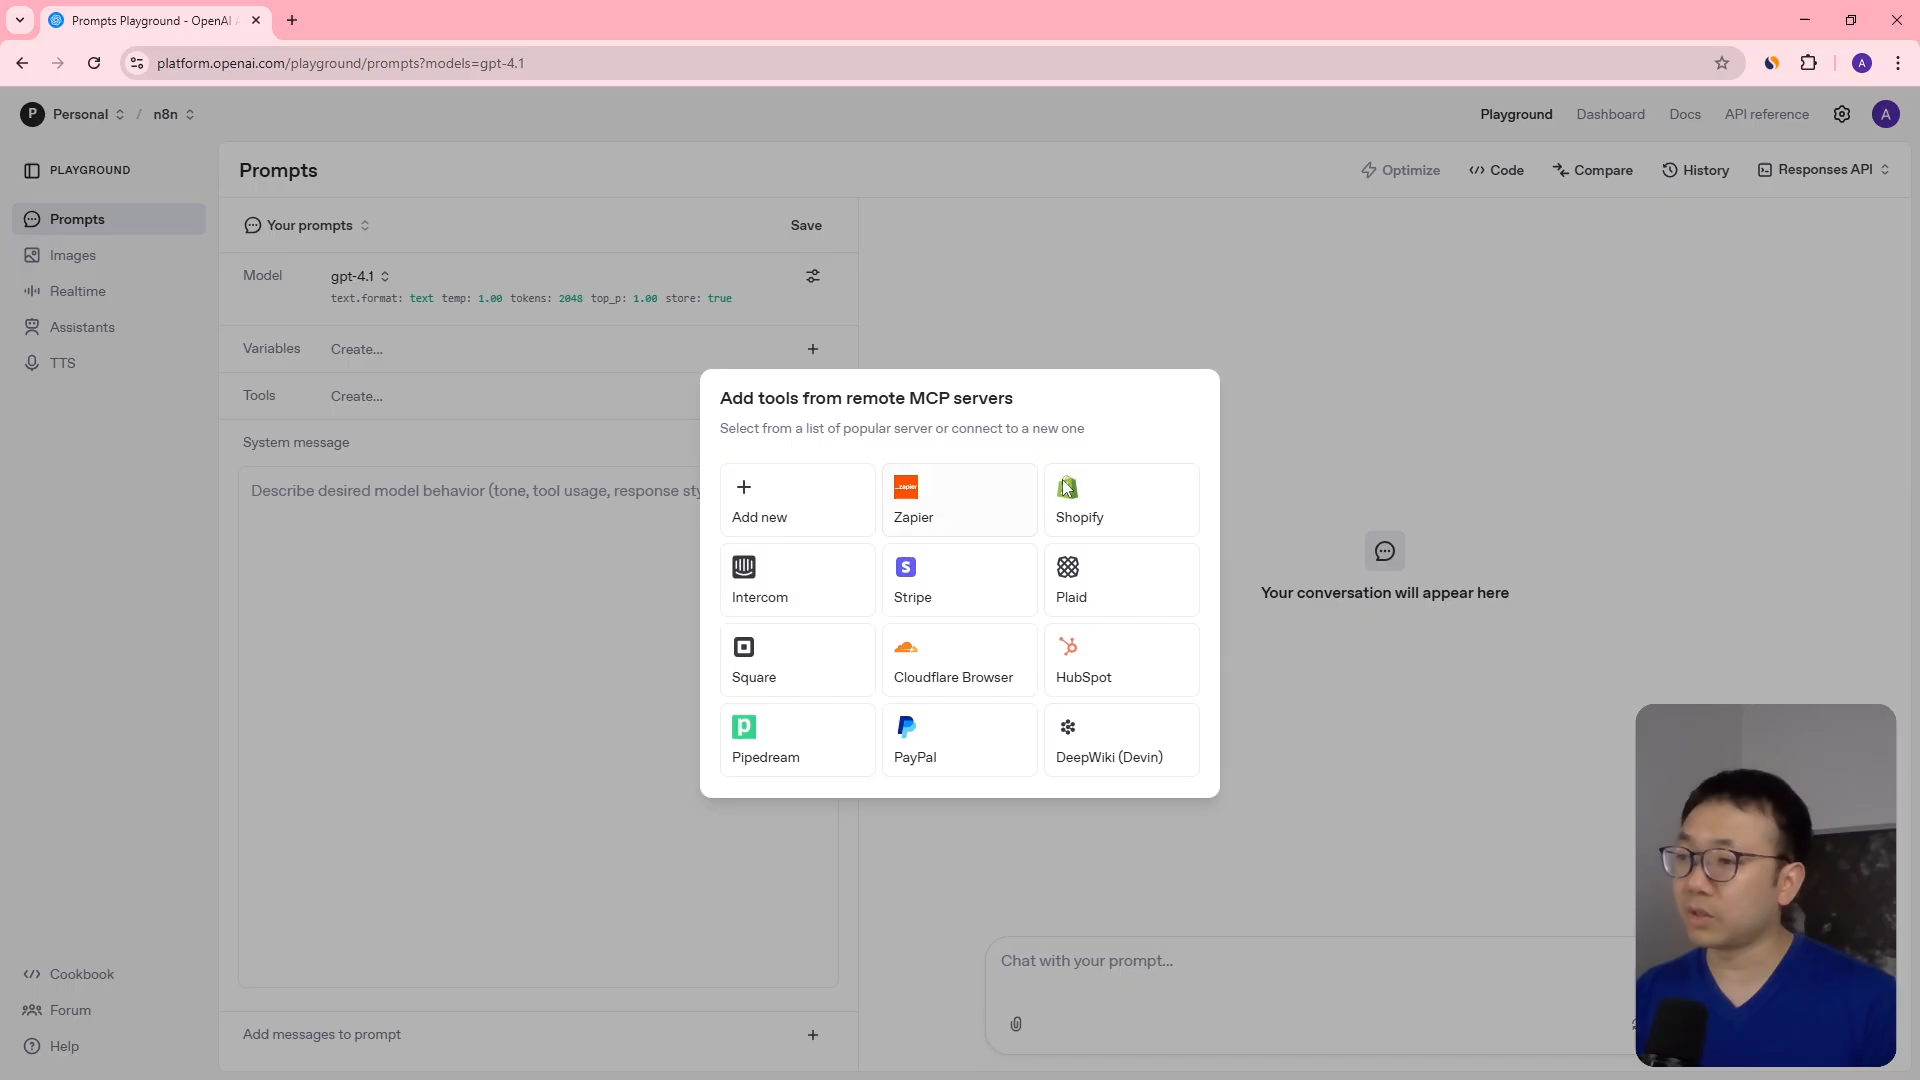 Prompts Playground - OpenAI A
platform.openai.com/playground/prompts?models=gpt-4.1
A
P Personal / n8n
Playground Dashboard Docs API reference A
PLAYGROUND
Prompts
Images
Realtime
Assistants
TTS
Cookbook
Forum
Help
Prompts
Optimize Code Compare History Responses API
Your prompts Save
Model gpt-4.1
text.format: text temp: 1.00 tokens: 2048 top_p: 1.00 store: true
Variables Create...
Tools Create...
System message
Describe desired model behavior (tone, tool usage, response sty
Add messages to prompt
Add tools from remote MCP servers
Select from a list of popular server or connect to a new one
Add new
zapier
Zapier
Shopify
Intercom
S
Stripe
Plaid
Square
Cloudflare Browser
HubSpot
p
Pipedream
PayPal
DeepWiki (Devin)
Your conversation will appear here
Chat with your prompt...